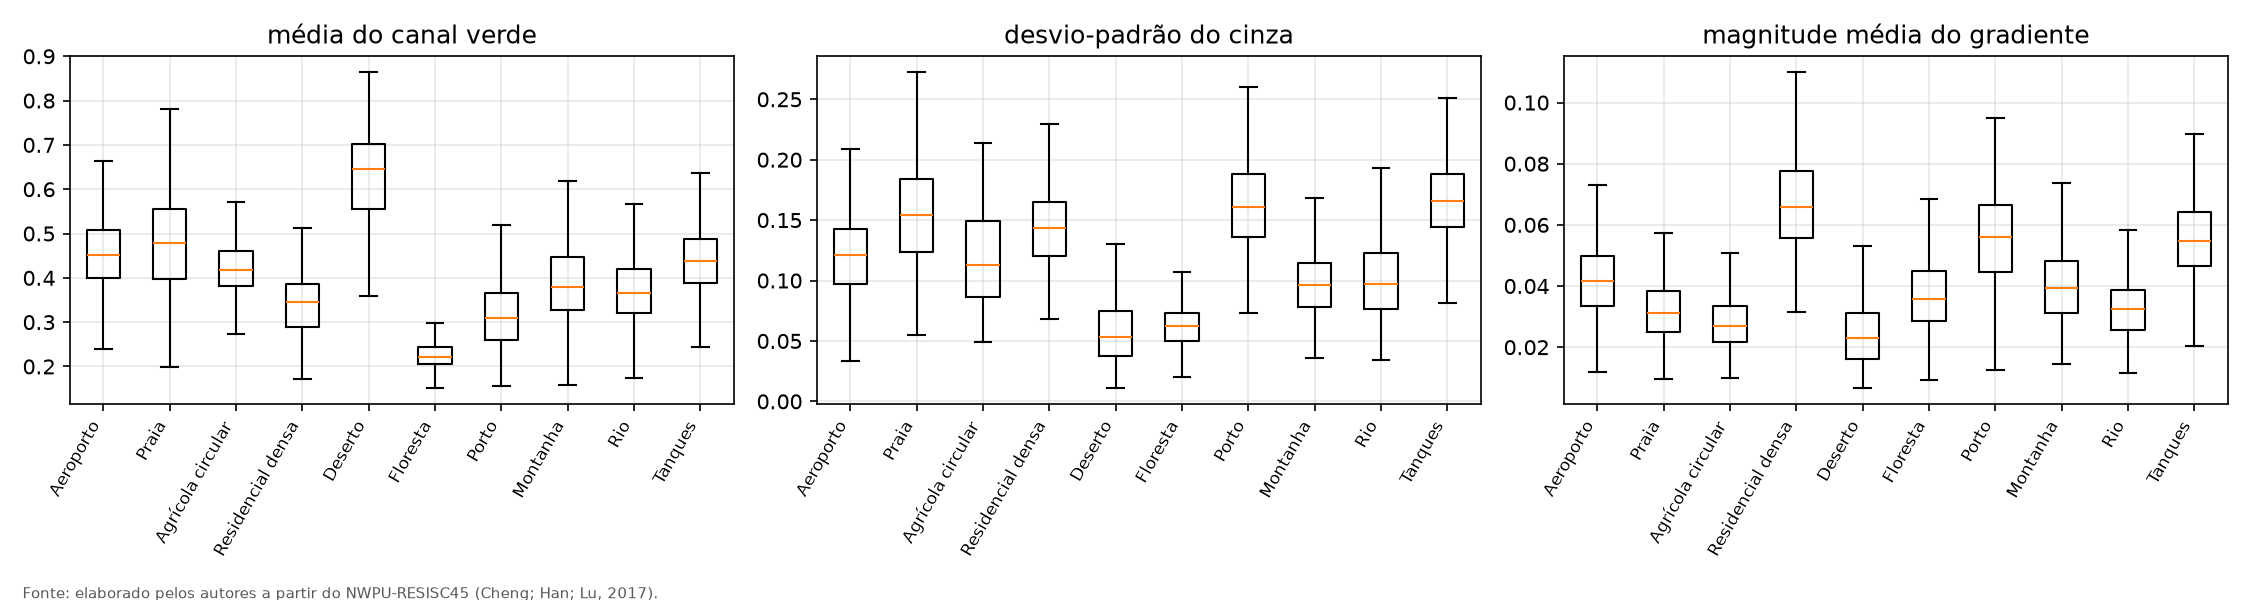 média do canal verde
0.9
0.8
0.7
0.6
0.5
0.4
0.3
0.2
Aeroporto
Praia
Agrícola circular
Residencial densa
Deserto
Floresta
Porto
Montanha
Rio
Tanques
desvio-padrão do cinza
0.25
0.20
0.15
0.10
0.05
0.00
Aeroporto
Praia
Agrícola circular
Residencial densa
Deserto
Floresta
Porto
Montanha
Rio
Tanques
magnitude média do gradiente
0.10
0.08
0.06
0.04
0.02
Aeroporto
Praia
Agrícola circular
Residencial densa
Deserto
Floresta
Porto
Montanha
Rio
Tanques
Fonte: elaborado pelos autores a partir do NWPU-RESISC45 (Cheng; Han; Lu, 2017).